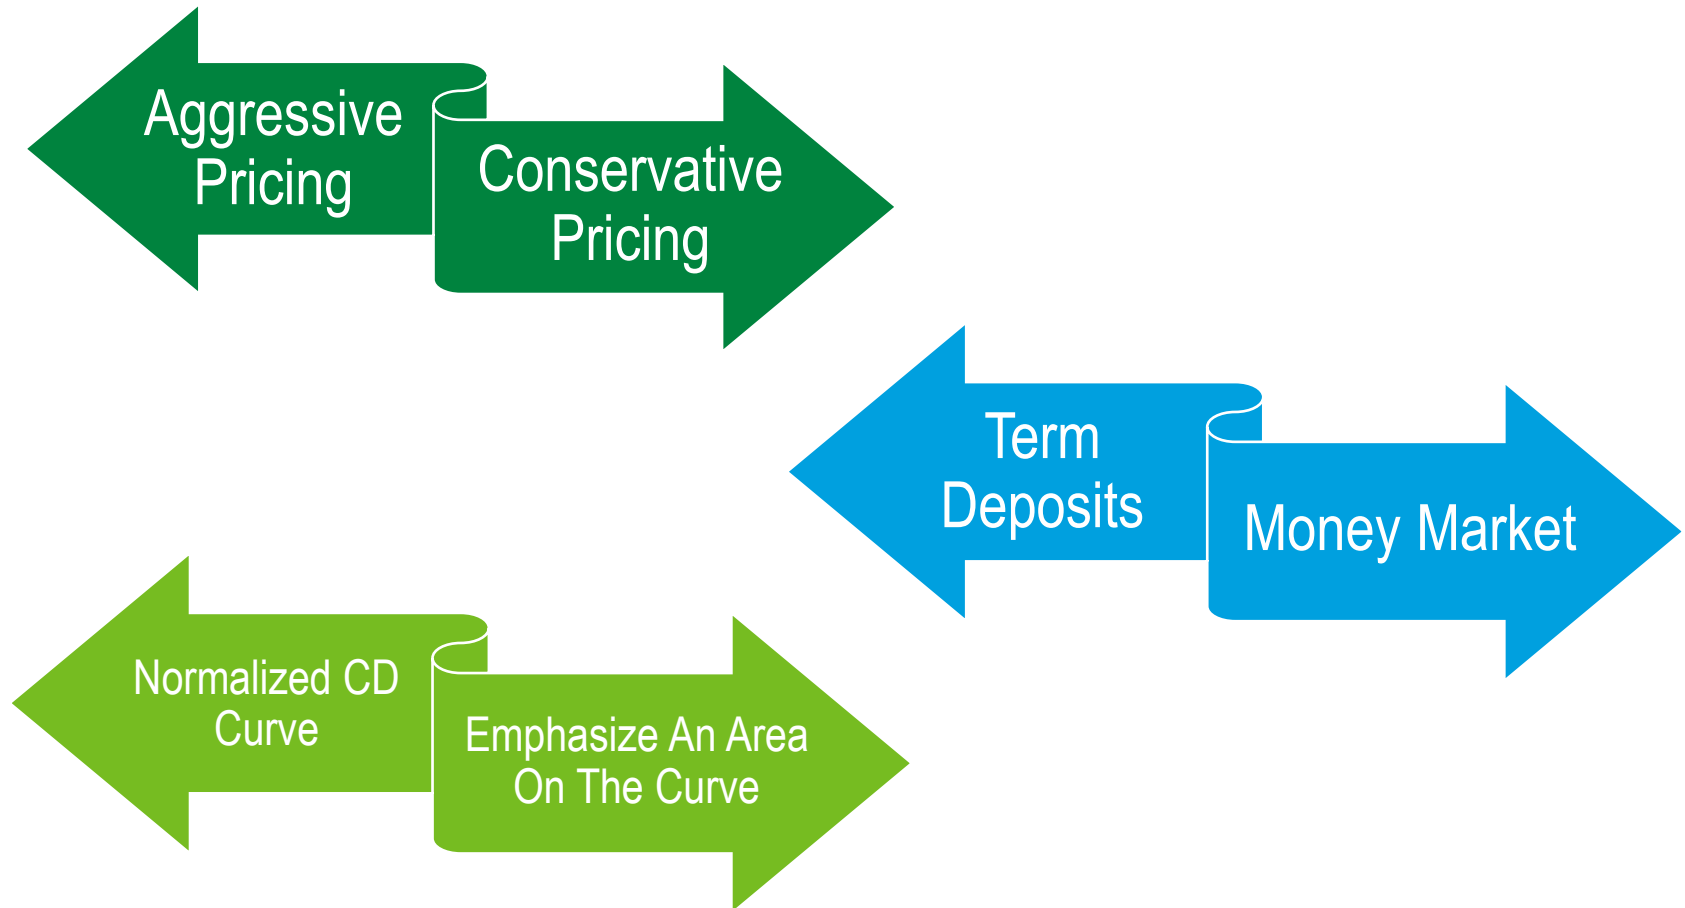 Aggressive
Pricing
Conservative
Pricing
Term
Deposits
Money Market
Normalized CD
Curve
Emphasize An Area
On The Curve